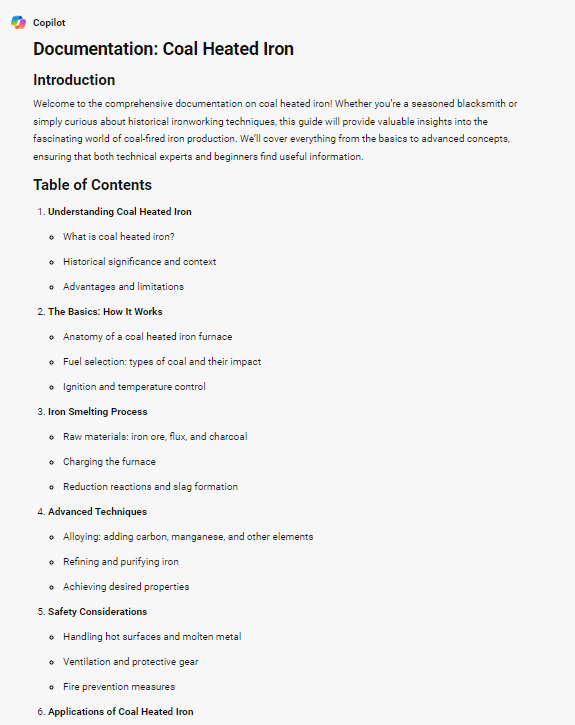 Copilot
Documentation: Coal Heated Iron
Introduction
Welcome to the comprehensive documentation on coal heated iron! Whether you're a seasoned blacksmith or
simply curious about historical ironworking techniques, this guide will provide valuable insights into the
fascinating world of coal-fired iron production. We'll cover everything from the basics to advanced concepts,
ensuring that both technical experts and beginners find useful information.
Table of Contents
1. Understanding Coal Heated Iron
What is coal heated iron?
Historical significance and context
Advantages and limitations
2. The Basics: How It Works
Anatomy of a coal heated iron furnace
Fuel selection: types of coal and their impact
Ignition and temperature control
3. Iron Smelting Process
Raw materials: iron ore, flux, and charcoal
Charging the furnace
Reduction reactions and slag formation
4. Advanced Techniques
Alloying: adding carbon, manganese, and other elements
Refining and purifying iron
Achieving desired properties
5. Safety Considerations
Handling hot surfaces and molten metal
Ventilation and protective gear
Fire prevention measures
6. Applications of Coal Heated Iron